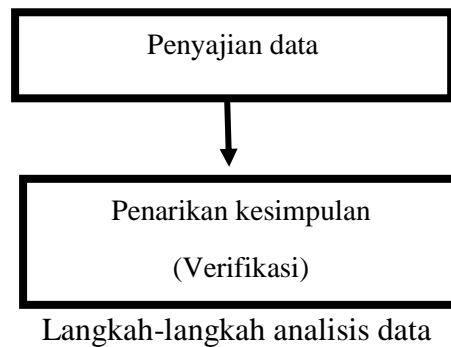 Penyajian data
Penarikan kesimpulan
(Verifikasi)
Langkah-langkah analisis data